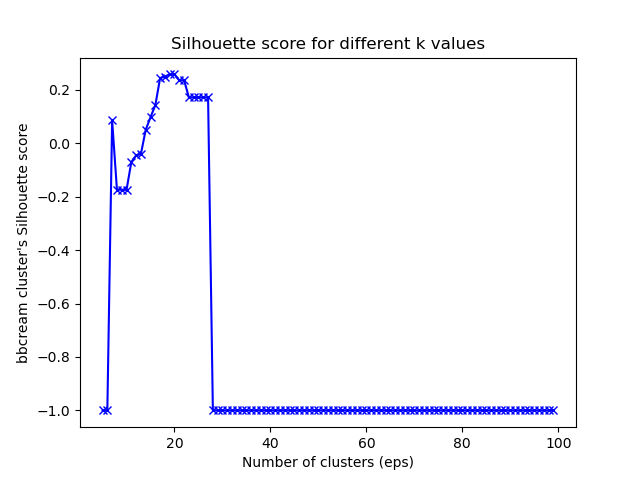 Silhouette score for different k values
bbcream cluster's Silhouette score
0.2
0.0
−0.2
−0.4
−0.6
−0.8
−1.0
20 40 60 80 100
Number of clusters (eps)